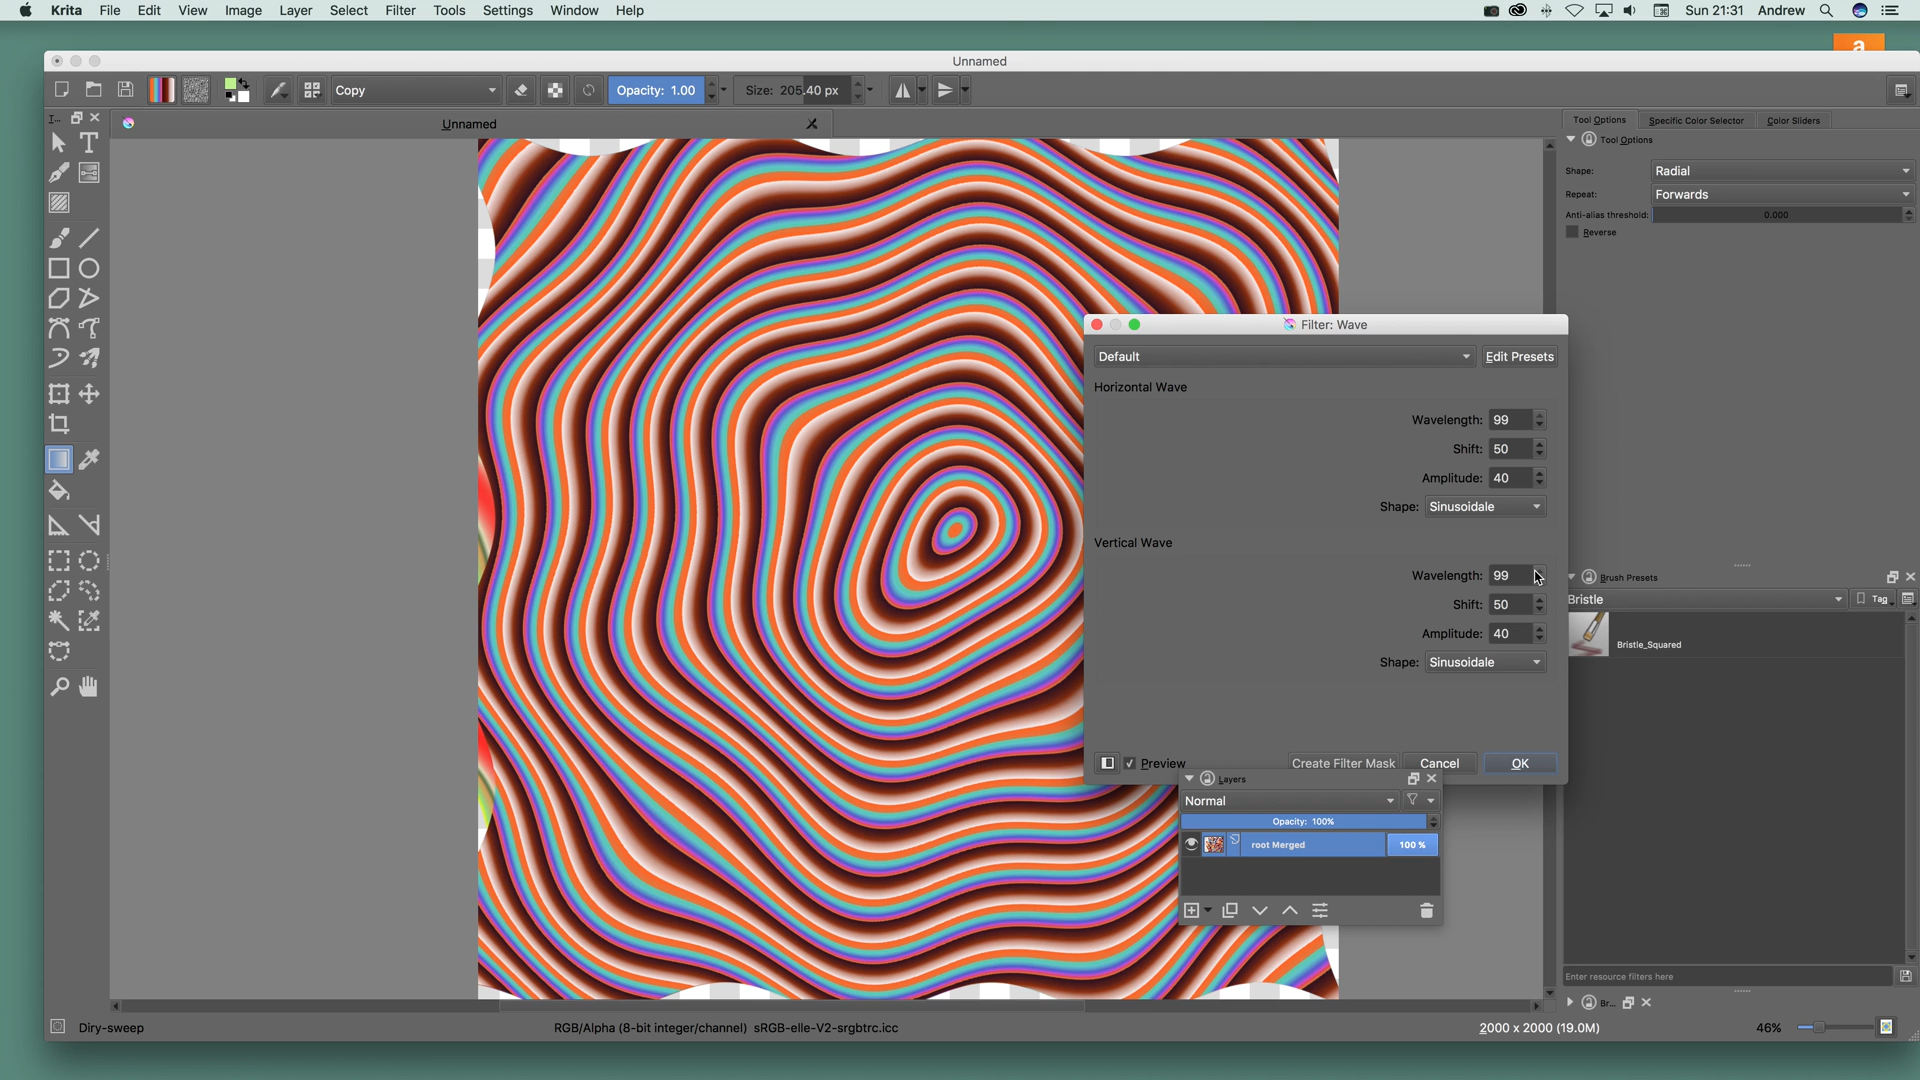 Krita File Edit View Image Layer Select Filter Tools Settings Window Help Sun 21:31 Andrew
a
Unnamed
Copy Opacity: 1.00 Size: 205.40 px
T...
Unnamed
Tool Options Specific Color Selector Color Sliders
Tool Options
Shape: Radial
Repeat: Forwards
Anti-alias threshold: 0.000
Reverse
Filter: Wave
Default Edit Presets
Horizontal Wave
Wavelength: 99
Shift: 50
Amplitude: 40
Shape: Sinusoidale
Vertical Wave
Wavelength: 99
Shift: 50
Amplitude: 40
Shape: Sinusoidale
Preview Create Filter Mask Cancel OK
Layers
Normal
Opacity: 100%
root Merged 100 %
Brush Presets
Bristle Tag
Bristle_Squared
Enter resource filters here
Br...
Diry-sweep RGB/Alpha (8-bit integer/channel) sRGB-elle-V2-srgbtrc.icc 2000 x 2000 (19.0M) 46%